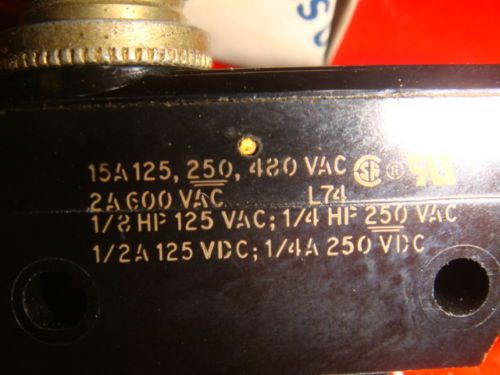 15A 125, 250, 480 VAC
2A 600 VAC L74
1/8 HP 125 VAC; 1/4 HP 250 VAC
1/2A 125 VDC; 1/4A 250 VDC